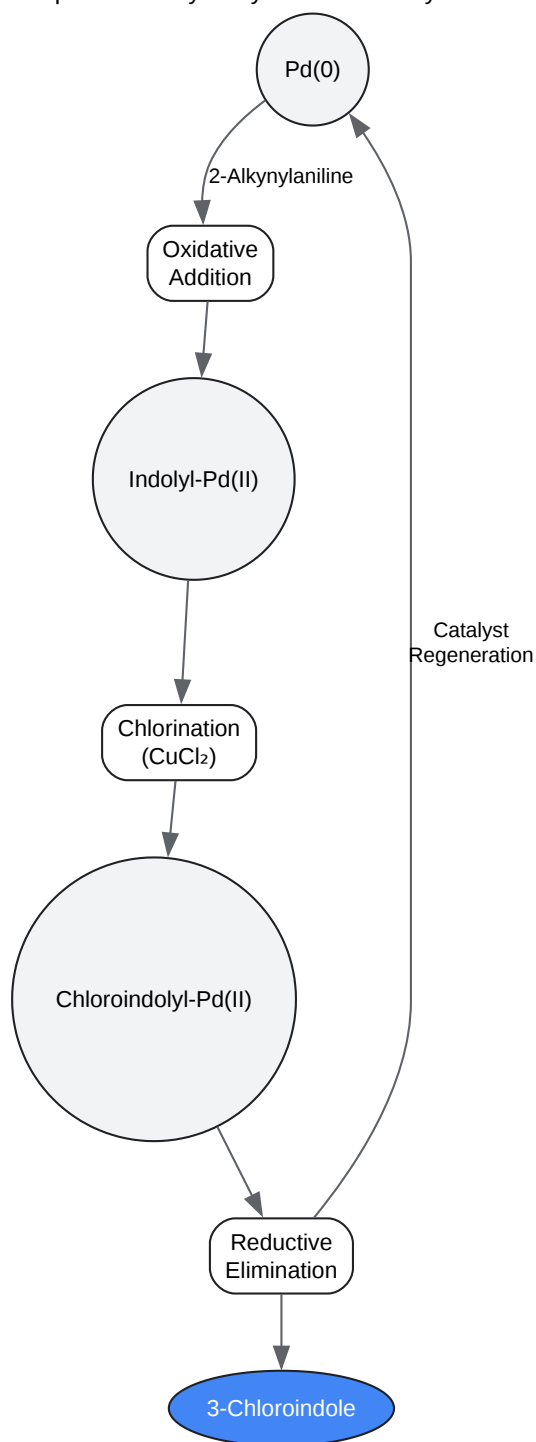 Pd(0)
2-Alkynylaniline
Oxidative
Addition
Indolyl-Pd(II)
Catalyst
Regeneration
Chlorination
(CuCl₂)
Chloroindolyl-Pd(II)
Reductive
Elimination
3-Chloroindole